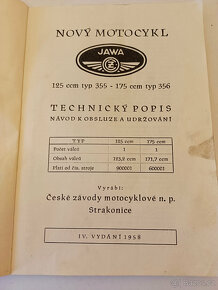 NOVÝ MOTOCYKL
JAWA
ČZ
125 ccm typ 355 - 175 ccm typ 356
TECHNICKÝ POPIS
NÁVOD K OBSLUZE A UDRŽOVÁNÍ
TYP 125 ccm 175 ccm
Počet válců 1 1
Obsah válců 123,2 ccm 171,7 ccm
Platí od čís. stroje 900001 600001
Vyrábí:
České závody motocyklové n. p.
Strakonice
IV. VYDÁNÍ 1958